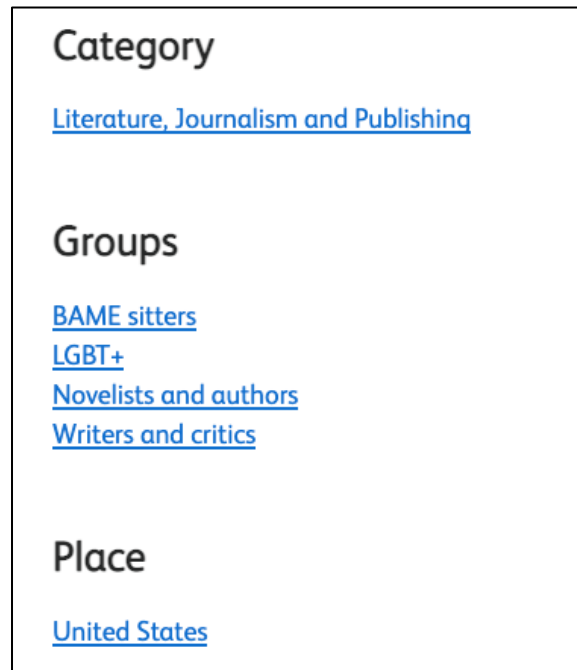 Category
Literature, Journalism and Publishing
Groups
BAME sitters
LGBT+
Novelists and authors
Writers and critics
Place
United States